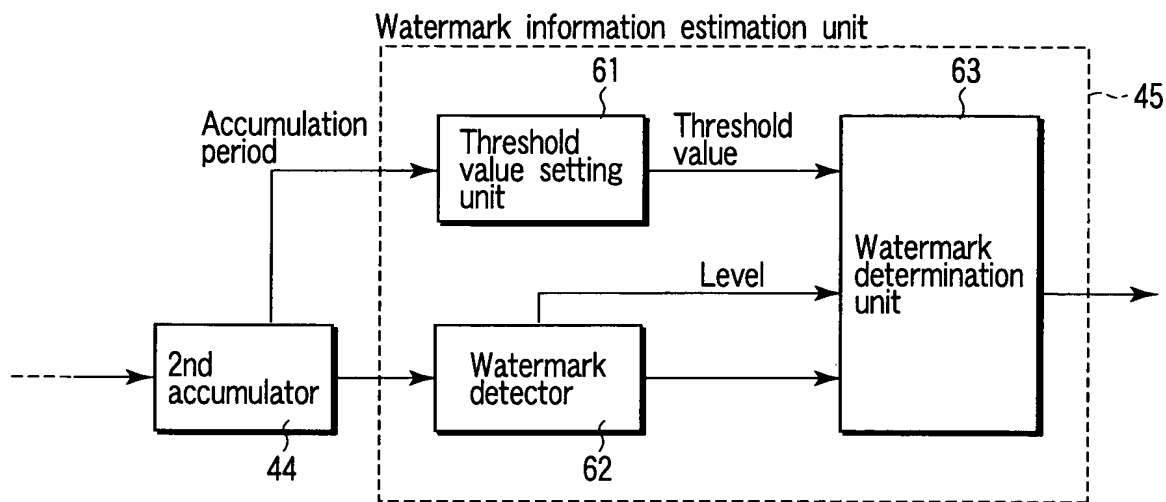 Watermark information estimation unit
61
63
45
Accumulation
period
Threshold
value setting
unit
Threshold
value
Watermark
determination
unit
Level
2nd
accumulator
Watermark
detector
44
62